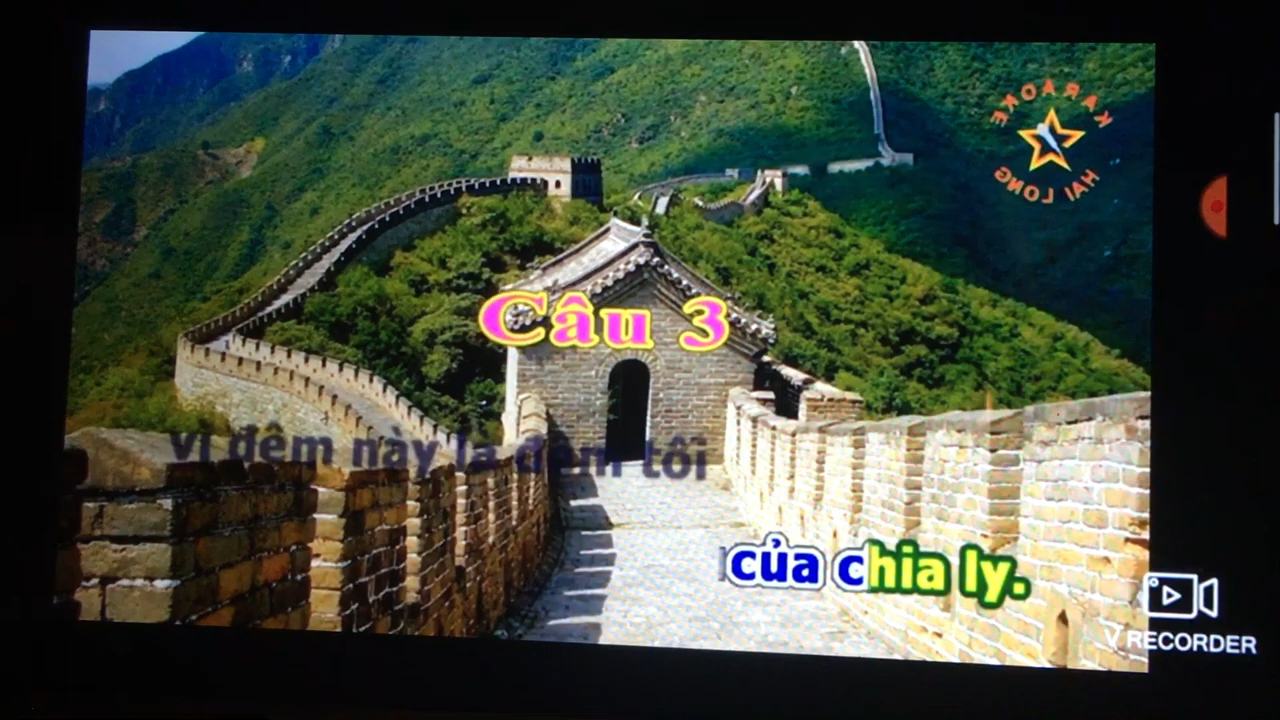 KARAOKE
HAI LONG
Câu 3
vì đêm này là đêm tôi
của chia ly.
V RECORDER